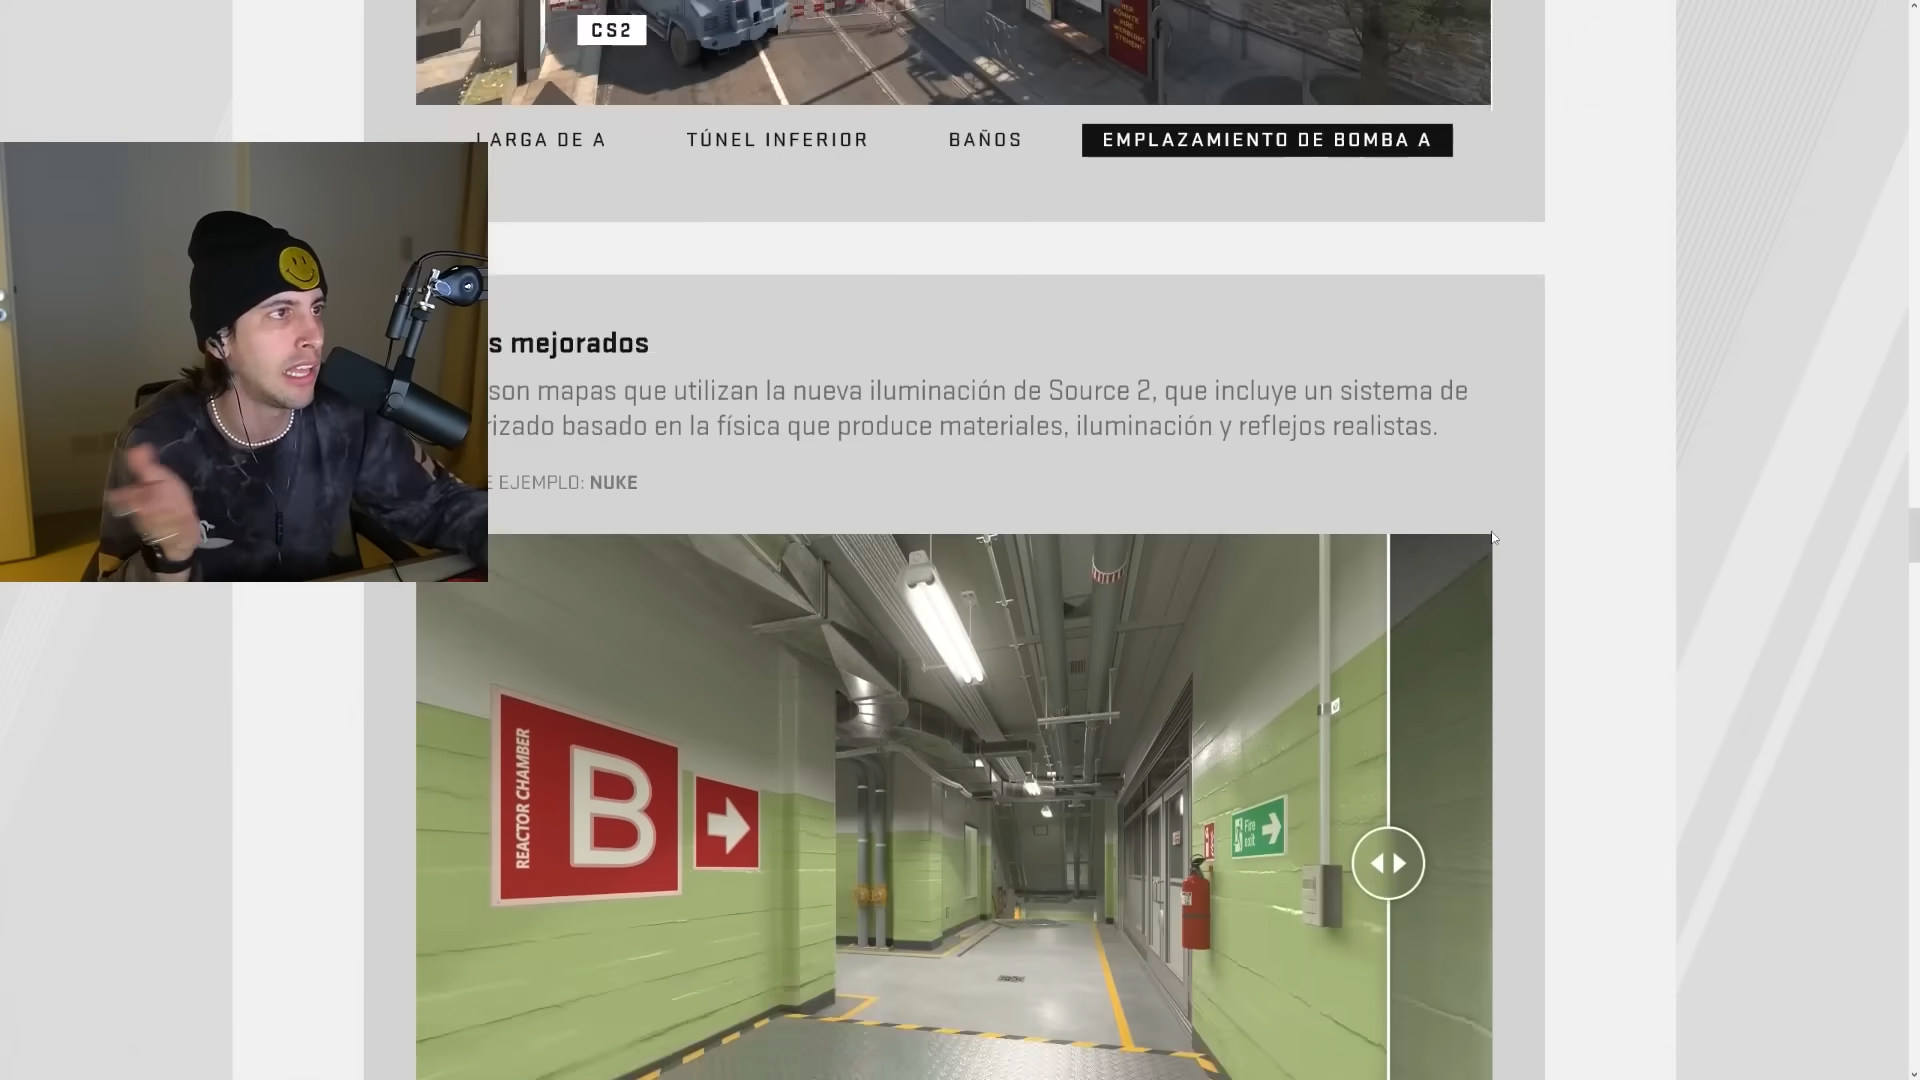 CS2
LARGA DE A
TÚNEL INFERIOR
BAÑOS
EMPLAZAMIENTO DE BOMBA A
s mejorados
son mapas que utilizan la nueva iluminación de Source 2, que incluye un sistema de
rizado basado en la física que produce materiales, iluminación y reflejos realistas.
E EJEMPLO: NUKE
REACTOR CHAMBER
B
Fire
exit